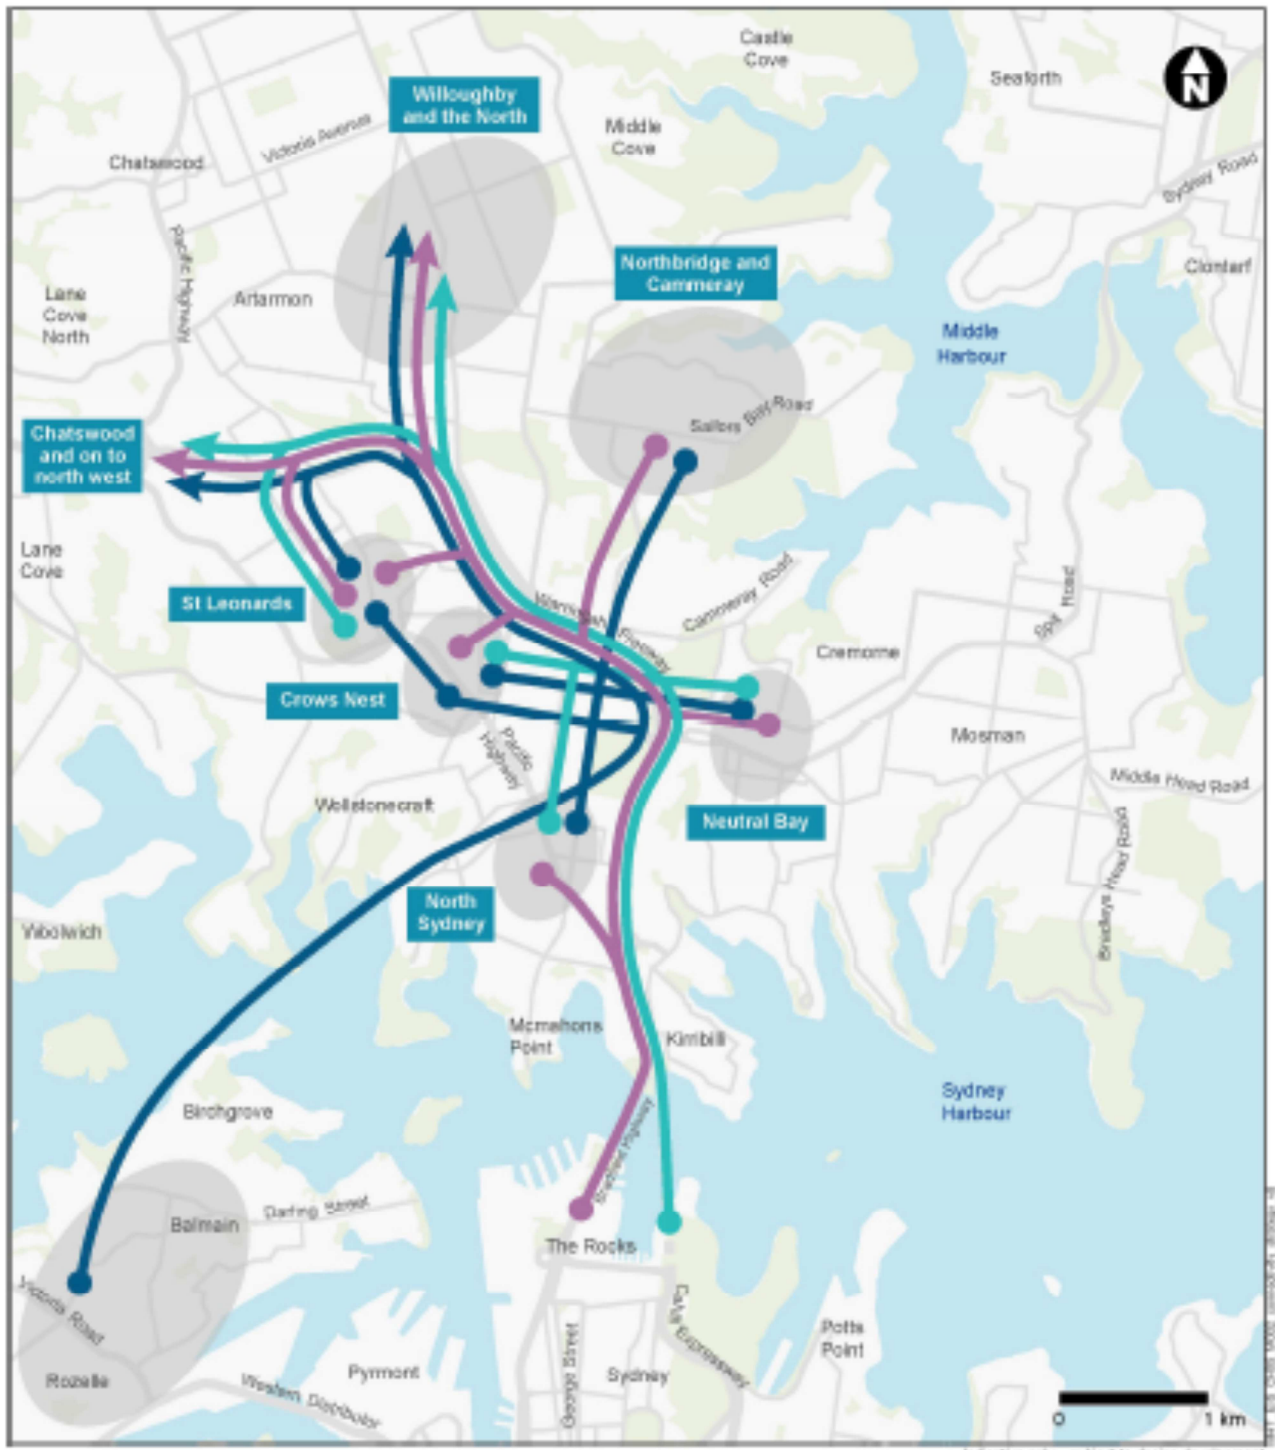 Castle
Cove
Seaforth
N
Willoughby
and the North
Middle
Cove
Victoria Avenue
Chatswood
Sydney Road
Pacific Highway
Northbridge and
Cammeray
Clontarf
Lane
Cove
North
Artarmon
Middle
Harbour
Sailors Bay Road
Chatswood
and on to
north west
Lane
Cove
St Leonards
Warringah Freeway
Cammeray Road
Spit Road
Cremorne
Crows Nest
Pacific
Highway
Mosman
Middle Head Road
Wollstonecraft
Neutral Bay
Bradleys Head Road
North
Sydney
Woolwich
Mcmahons
Point
Kirribilli
Sydney
Harbour
Birchgrove
Bradfield Highway
Balmain
Darling Street
The Rocks
Victoria Road
Cahill Expressway
George Street
Potts
Point
Pyrmont
Sydney
Rozelle
Western Distributor
0
1 km